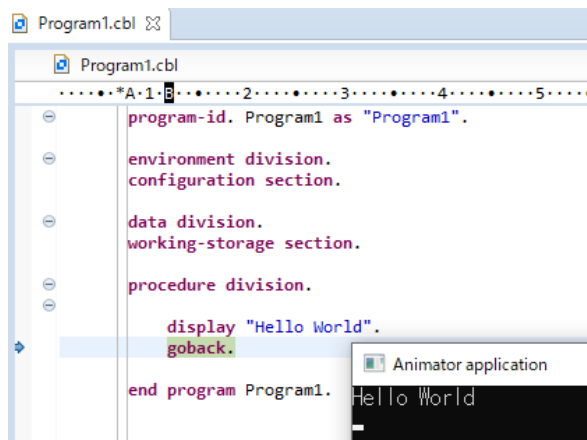 Program1.cbl
Program1.cbl
····•·*A·1·B··•····2····•····3····•····4····•····5····
program-id. Program1 as "Program1".
environment division.
configuration section.
data division.
working-storage section.
procedure division.
display "Hello World".
goback.
Animator application
end program Program1.
Hello World